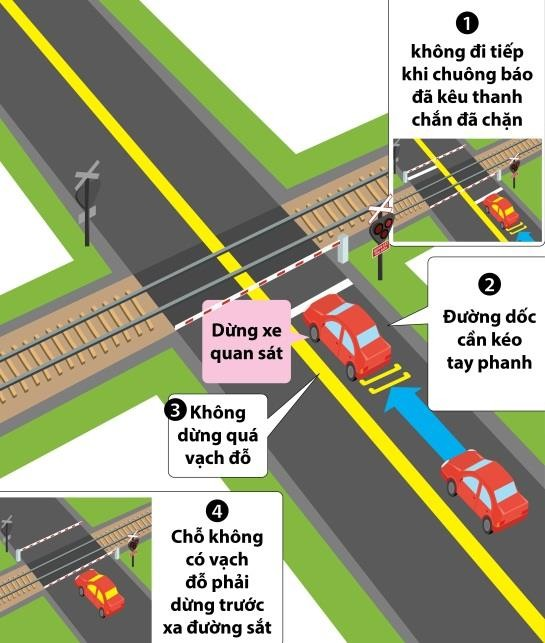 1
không đi tiếp
khi chuông báo
đã kêu thanh
chắn đã chặn
2
Đường dốc
cần kéo
tay phanh
Dừng xe
quan sát
3 Không
dừng quá
vạch đỗ
4
Chỗ không
có vạch
đỗ phải
dừng trước
xa đường sắt